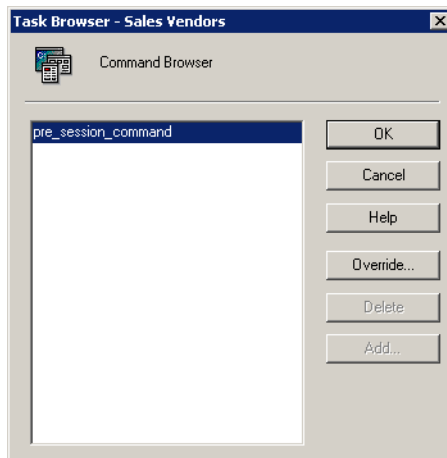 Task Browser - Sales Vendors
Command Browser
pre_session_command
OK
Cancel
Help
Override...
Delete
Add...